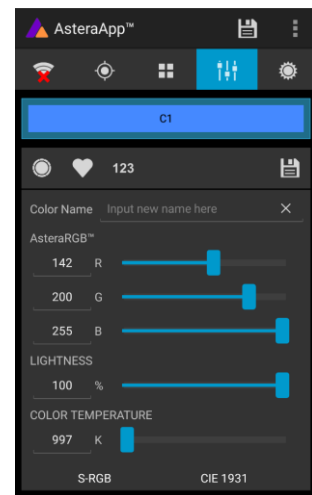 AsteraApp™
C1
123
Color Name Input new name here
AsteraRGB™
142 R
200 G
255 B
LIGHTNESS
100 %
COLOR TEMPERATURE
997 K
S-RGB CIE 1931